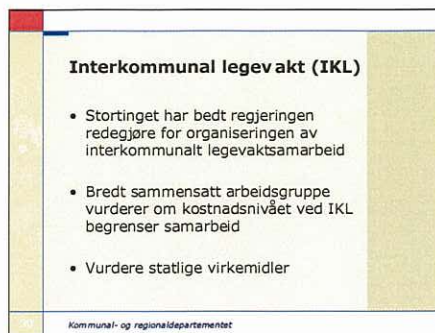 Interkommunal legevakt (IKL)
• Stortinget har bedt regjeringen
redegjøre for organiseringen av
interkommunalt legevaktsamarbeid
• Bredt sammensatt arbeidsgruppe
vurderer om kostnadsnivået ved IKL
begrenser samarbeid
• Vurdere statlige virkemidler
Kommunal- og regionaldepartementet